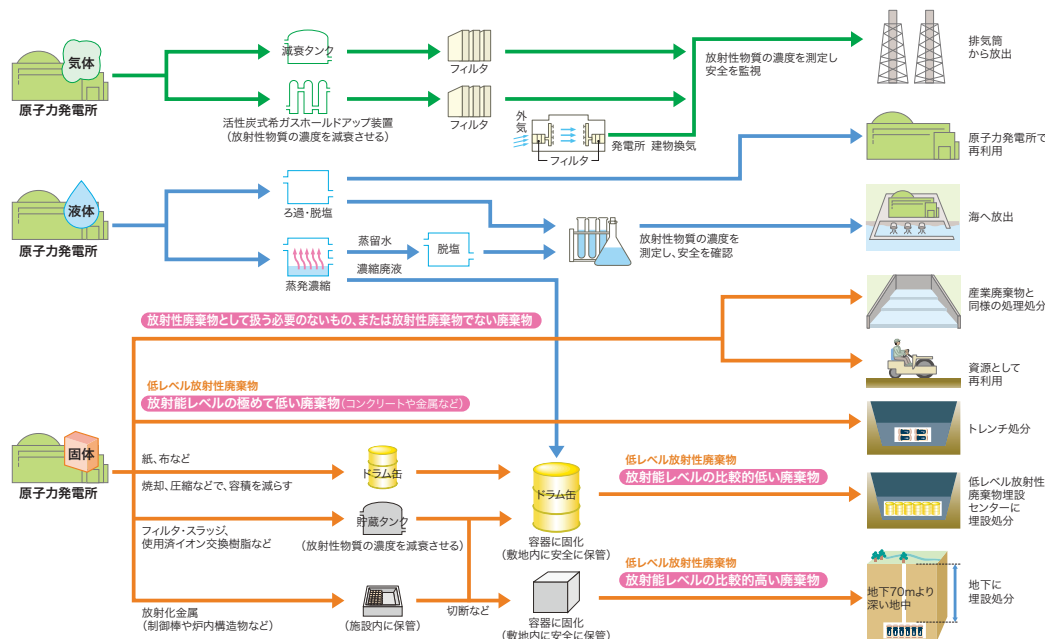 気体
原子力発電所
減衰タンク
フィルタ
活性炭式希ガスホールドアップ装置
(放射性物質の濃度を減衰させる)
フィルタ
外気
フィルタ
発電所 建物換気
放射性物質の濃度を測定し
安全を監視
排気筒
から放出
液体
原子力発電所
ろ過・脱塩
原子力発電所で
再利用
蒸発濃縮
蒸留水
濃縮廃液
脱塩
放射性物質の濃度を
測定し、安全を確認
海へ放出
固体
原子力発電所
放射性廃棄物として扱う必要のないもの、または放射性廃棄物でない廃棄物
産業廃棄物と
同様の処理処分
資源として
再利用
低レベル放射性廃棄物
放射能レベルの極めて低い廃棄物(コンクリートや金属など)
トレンチ処分
紙、布など
焼却、圧縮などで、容積を減らす
ドラム缶
ドラム缶
容器に固化
(敷地内に安全に保管)
低レベル放射性廃棄物
放射能レベルの比較的低い廃棄物
低レベル放射性
廃棄物埋設
センターに
埋設処分
フィルタ・スラッジ、
使用済イオン交換樹脂など
貯蔵タンク
(放射性物質の濃度を減衰させる)
放射化金属
(制御棒や炉内構造物など)
(施設内に保管)
切断など
容器に固化
(敷地内に安全に保管)
低レベル放射性廃棄物
放射能レベルの比較的高い廃棄物
地下70mより
深い地中
地下に
埋設処分